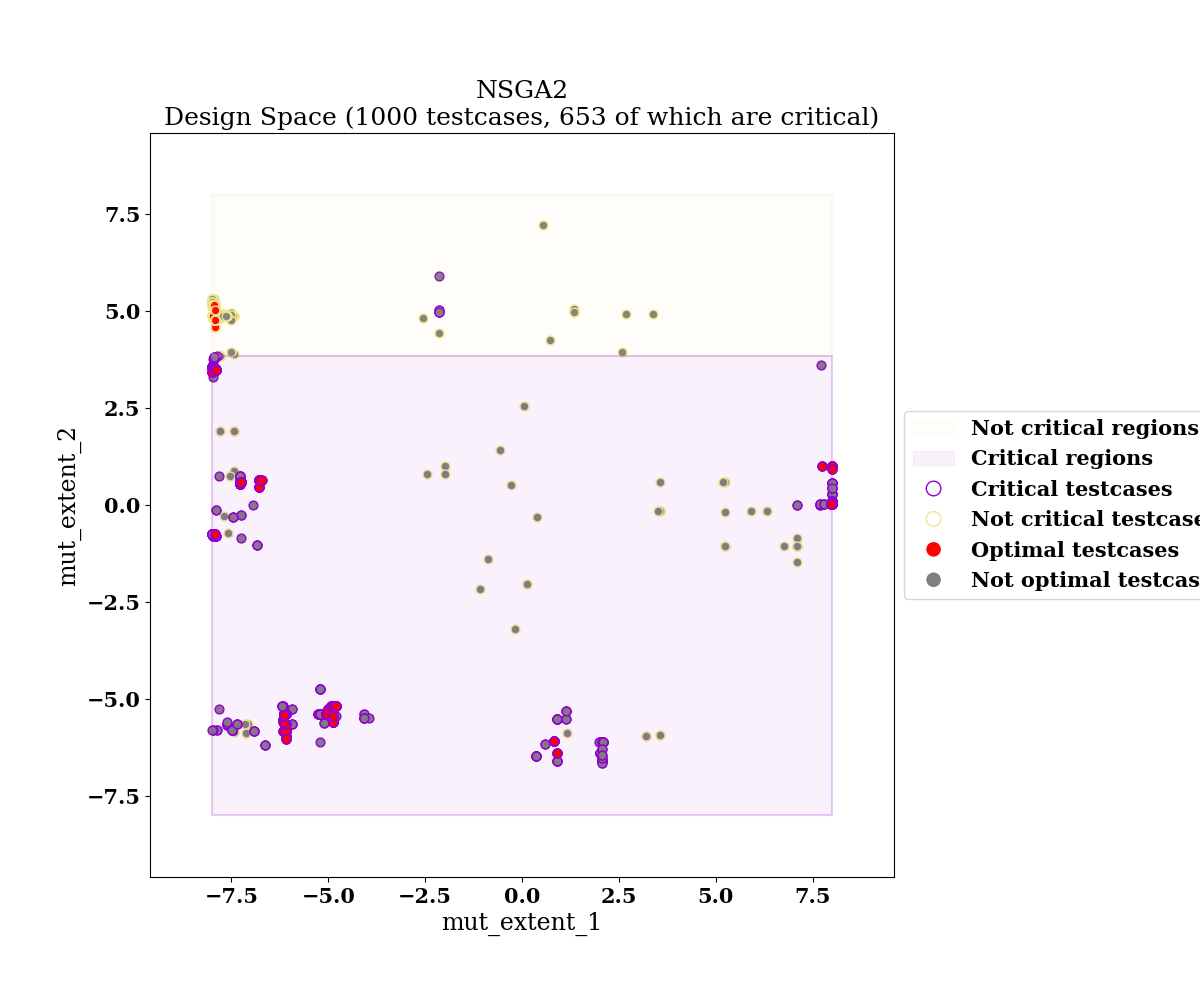 NSGA2
Design Space (1000 testcases, 653 of which are critical)
mut_extent_2
7.5
5.0
2.5
0.0
−2.5
−5.0
−7.5
−7.5 −5.0 −2.5 0.0 2.5 5.0 7.5
mut_extent_1
Not critical regions
Critical regions
Critical testcases
Not critical testcase
Optimal testcases
Not optimal testcas